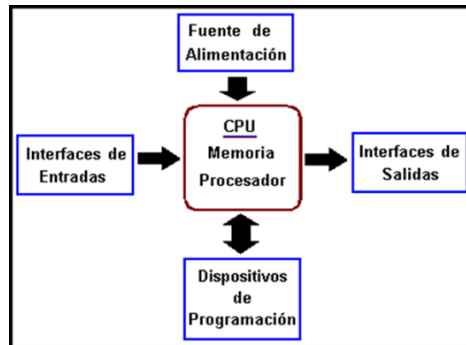 Fuente de
Alimentación
CPU
Memoria
Procesador
Interfaces de
Entradas
Interfaces de
Salidas
Dispositivos
de
Programación